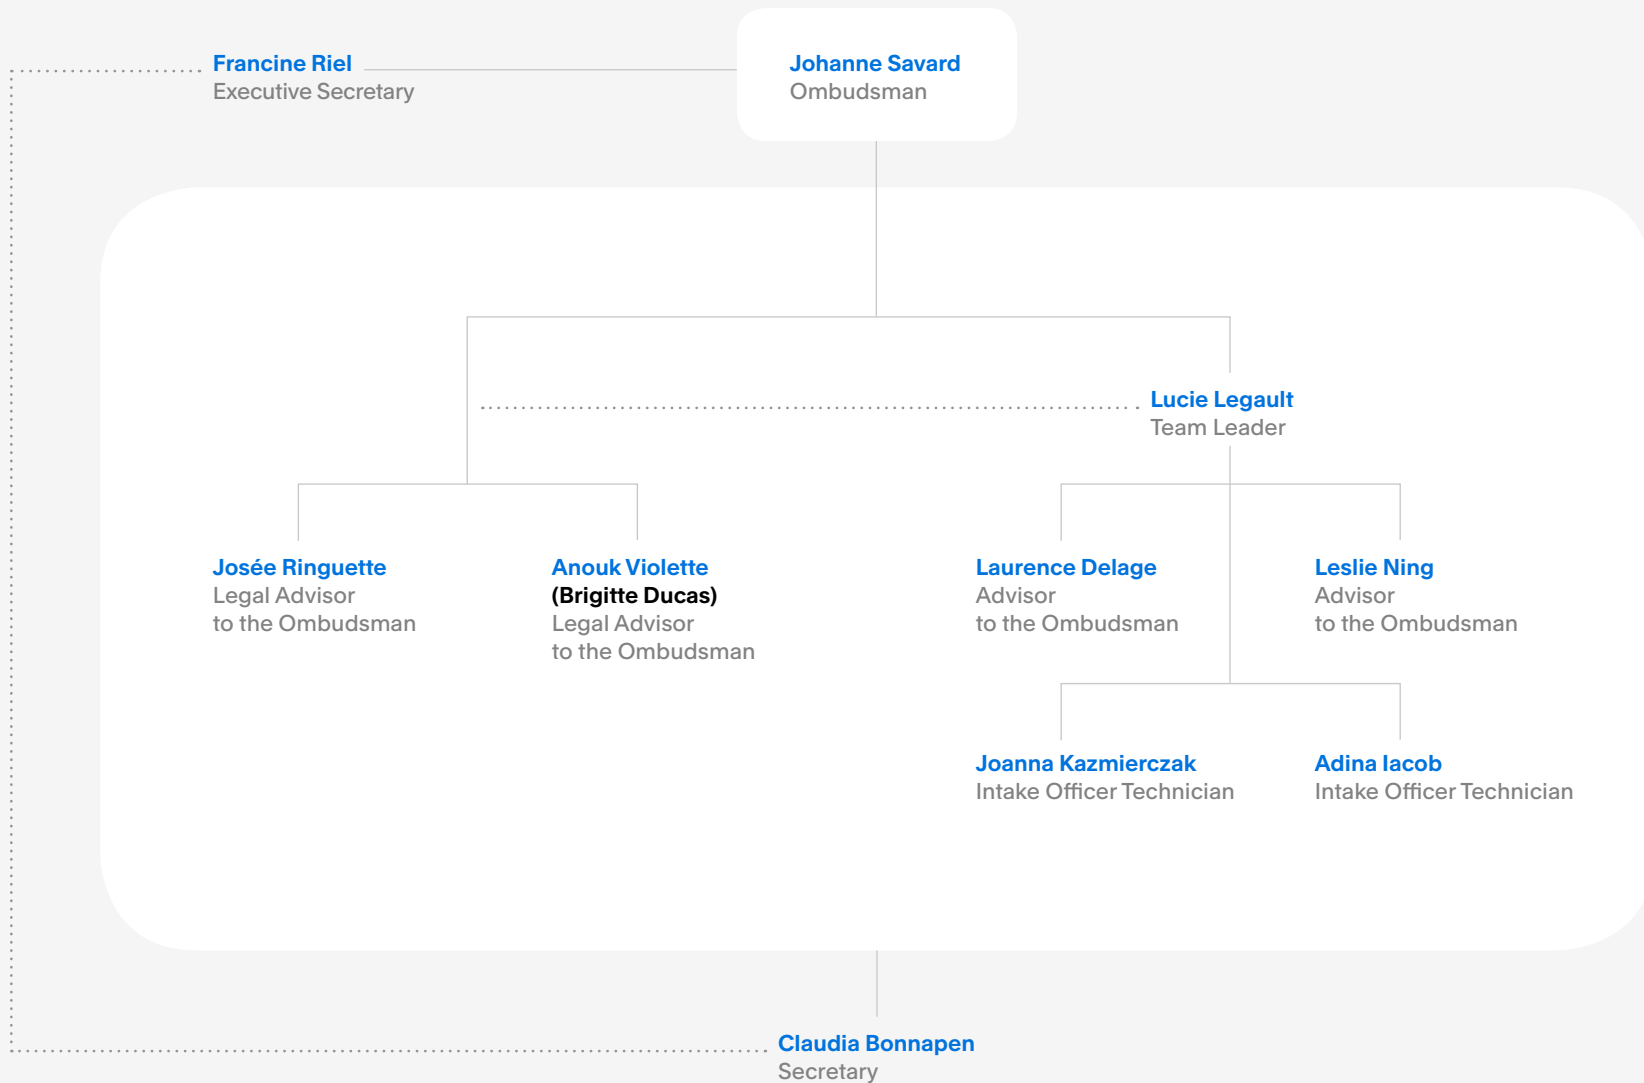 Francine Riel
Executive Secretary
Johanne Savard
Ombudsman
Lucie Legault
Team Leader
Josée Ringuette
Legal Advisor
to the Ombudsman
Anouk Violette
(Brigitte Ducas)
Legal Advisor
to the Ombudsman
Laurence Delage
Advisor
to the Ombudsman
Leslie Ning
Advisor
to the Ombudsman
Joanna Kazmierczak
Intake Officer Technician
Adina Iacob
Intake Officer Technician
Claudia Bonnapen
Secretary